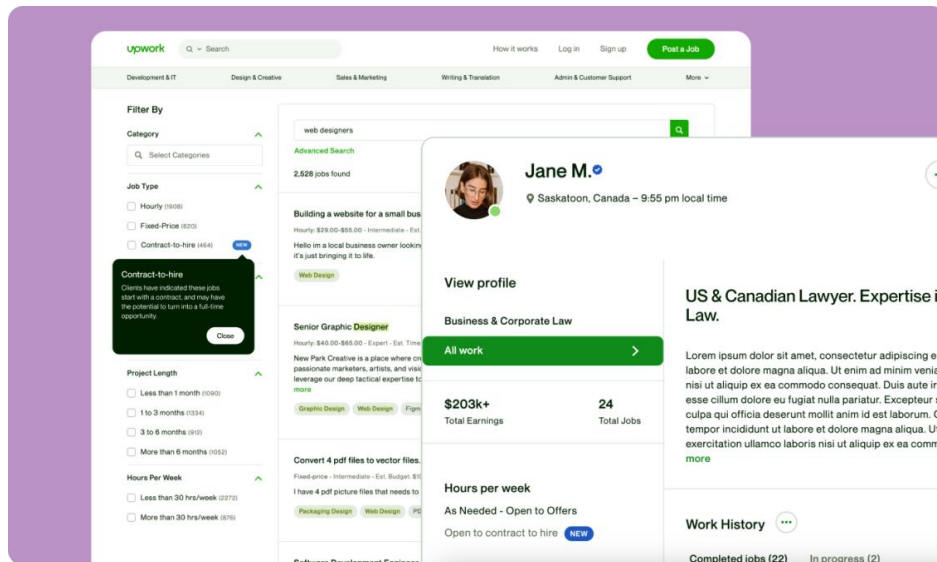 upwork
Search
How it works
Log in
Sign up
Post a Job
Development & IT
Design & Creative
Sales & Marketing
Writing & Translation
Admin & Customer Support
More
Filter By
Category
Select Categories
Job Type
Hourly (1908)
Fixed-Price (620)
Contract-to-hire (464) NEW
Contract-to-hire
Clients have indicated these jobs
start with a contract, and may have
the potential to turn into a full-time
opportunity.
Close
Project Length
Less than 1 month (1090)
1 to 3 months (1334)
3 to 6 months (912)
More than 6 months (1052)
Hours Per Week
Less than 30 hrs/week (2272)
More than 30 hrs/week (876)
web designers
Advanced Search
2,528 jobs found
Building a website for a small bus
Hourly: $29.00-$55.00 - Intermediate - Est.
Hello im a local business owner lookin
it's just bringing it to life.
Web Design
Senior Graphic Designer
Hourly: $40.00-$65.00 - Expert - Est. Time
New Park Creative is a place where cr
passionate marketers, artists, and visi
leverage our deep tactical expertise to
more
Graphic Design
Web Design
Figm
Convert 4 pdf files to vector files.
Fixed-price - Intermediate - Est. Budget: $1
I have 4 pdf picture files that needs to
Packaging Design
Web Design
PD
Software Development Engineer
Jane M.
Saskatoon, Canada – 9:55 pm local time
View profile
Business & Corporate Law
All work
$203k+
Total Earnings
24
Total Jobs
Hours per week
As Needed - Open to Offers
Open to contract to hire NEW
US & Canadian Lawyer. Expertise i
Law.
Lorem ipsum dolor sit amet, consectetur adipiscing e
labore et dolore magna aliqua. Ut enim ad minim venia
nisi ut aliquip ex ea commodo consequat. Duis aute ir
esse cillum dolore eu fugiat nulla pariatur. Excepteur s
culpa qui officia deserunt mollit anim id est laborum.
tempor incididunt ut labore et dolore magna aliqua. U
exercitation ullamco laboris nisi ut aliquip ex ea comm
more
Work History
Completed jobs (22)
In progress (2)